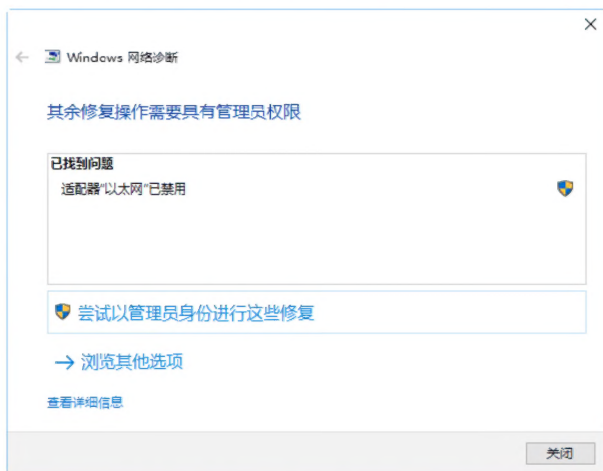 Windows 网络诊断
其余修复操作需要具有管理员权限
已找到问题
适配器“以太网”已禁用
尝试以管理员身份进行这些修复
浏览其他选项
查看详细信息
关闭